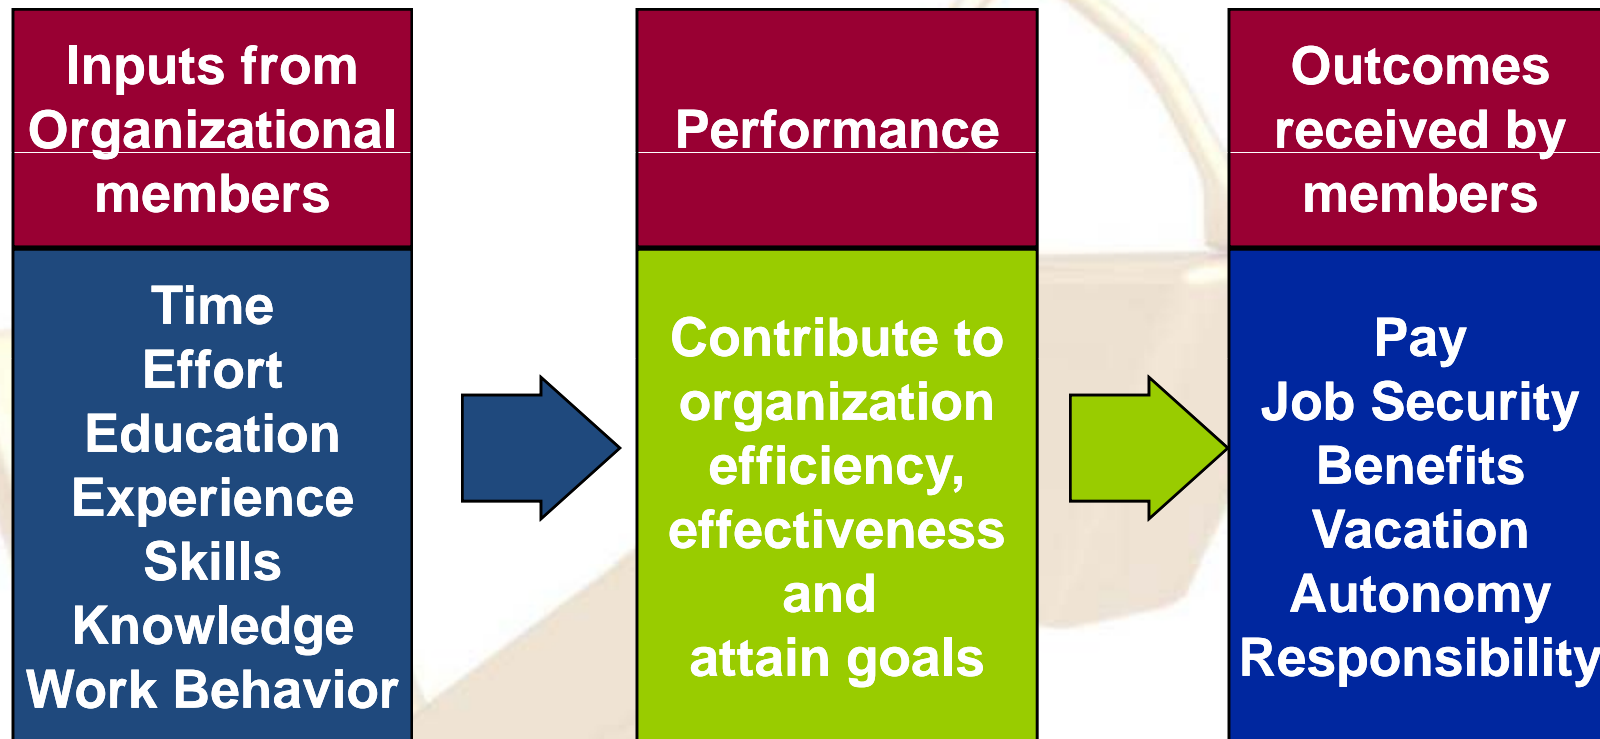 Inputs from
Organizational
members
Time
Effort
Education
Experience
Skills
Knowledge
Work Behavior
Performance
Contribute to
organization
efficiency,
effectiveness
and
attain goals
Outcomes
received by
members
Pay
Job Security
Benefits
Vacation
Autonomy
Responsibility